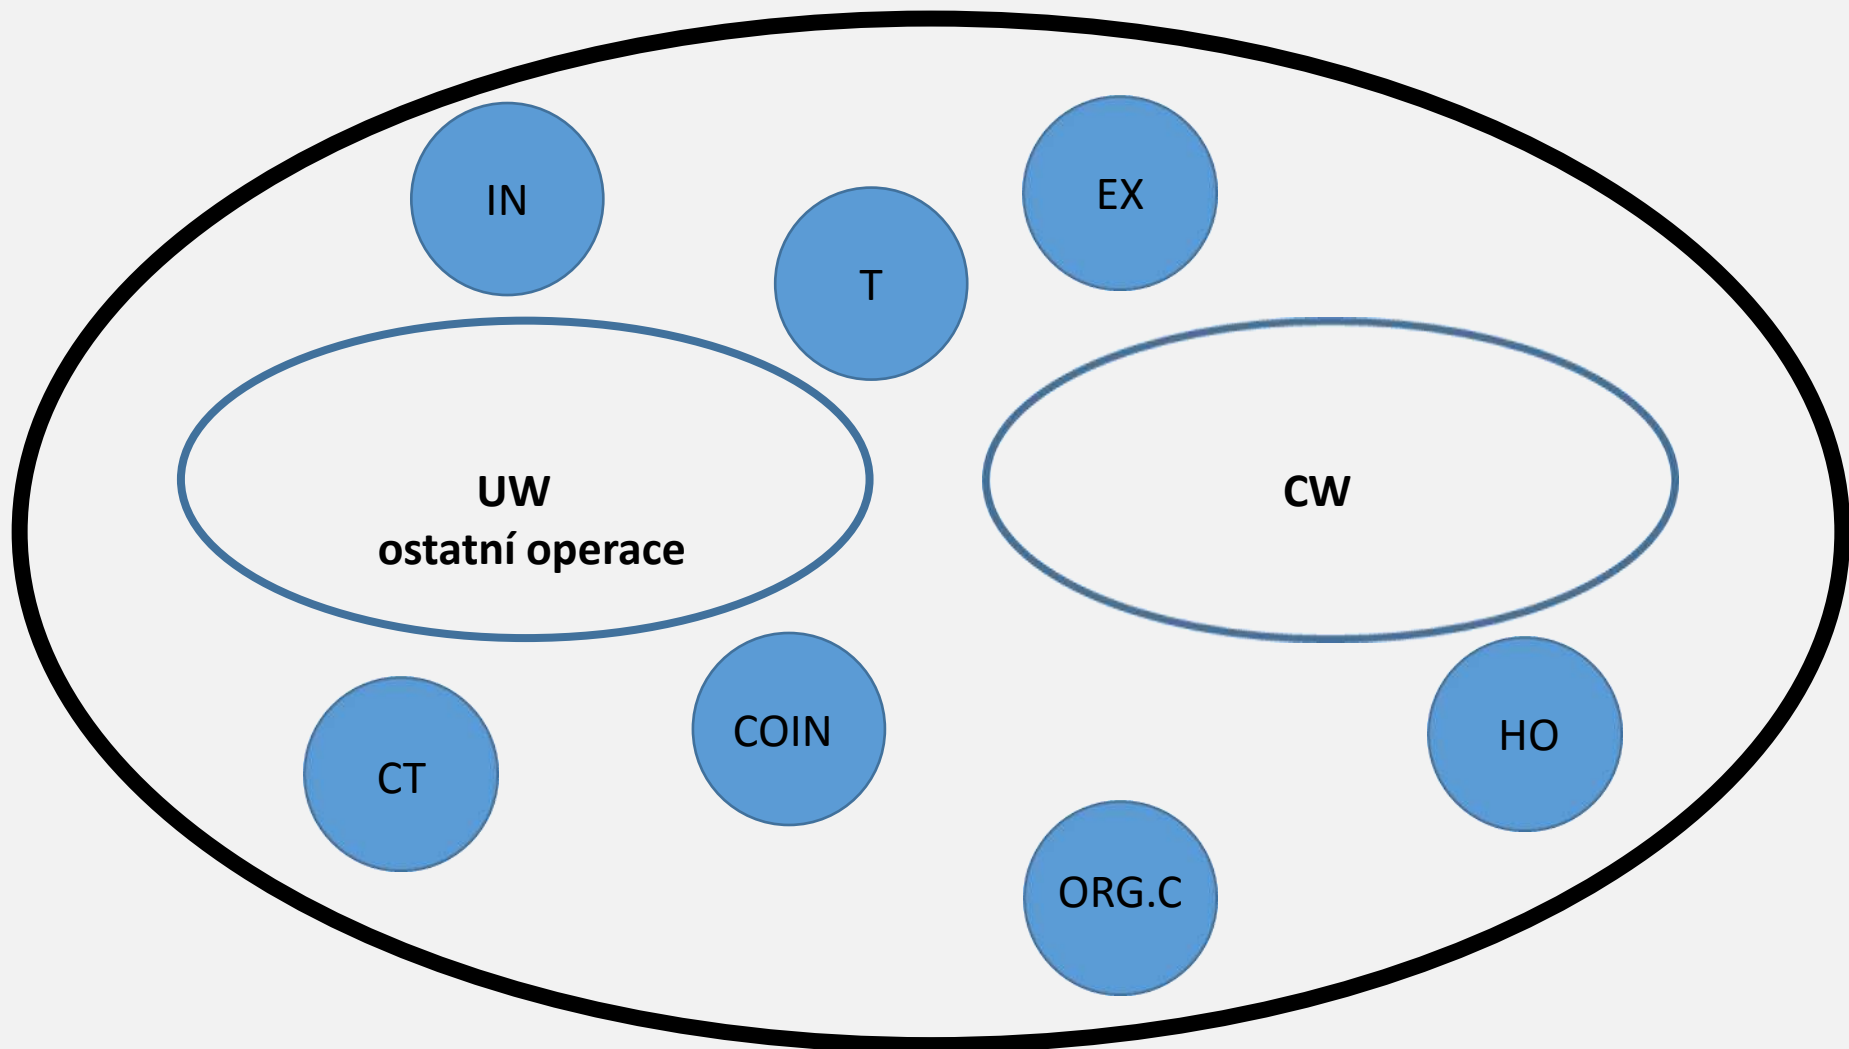 IN
EX
T
UW
ostatní operace
CW
CT
COIN
HO
ORG.C